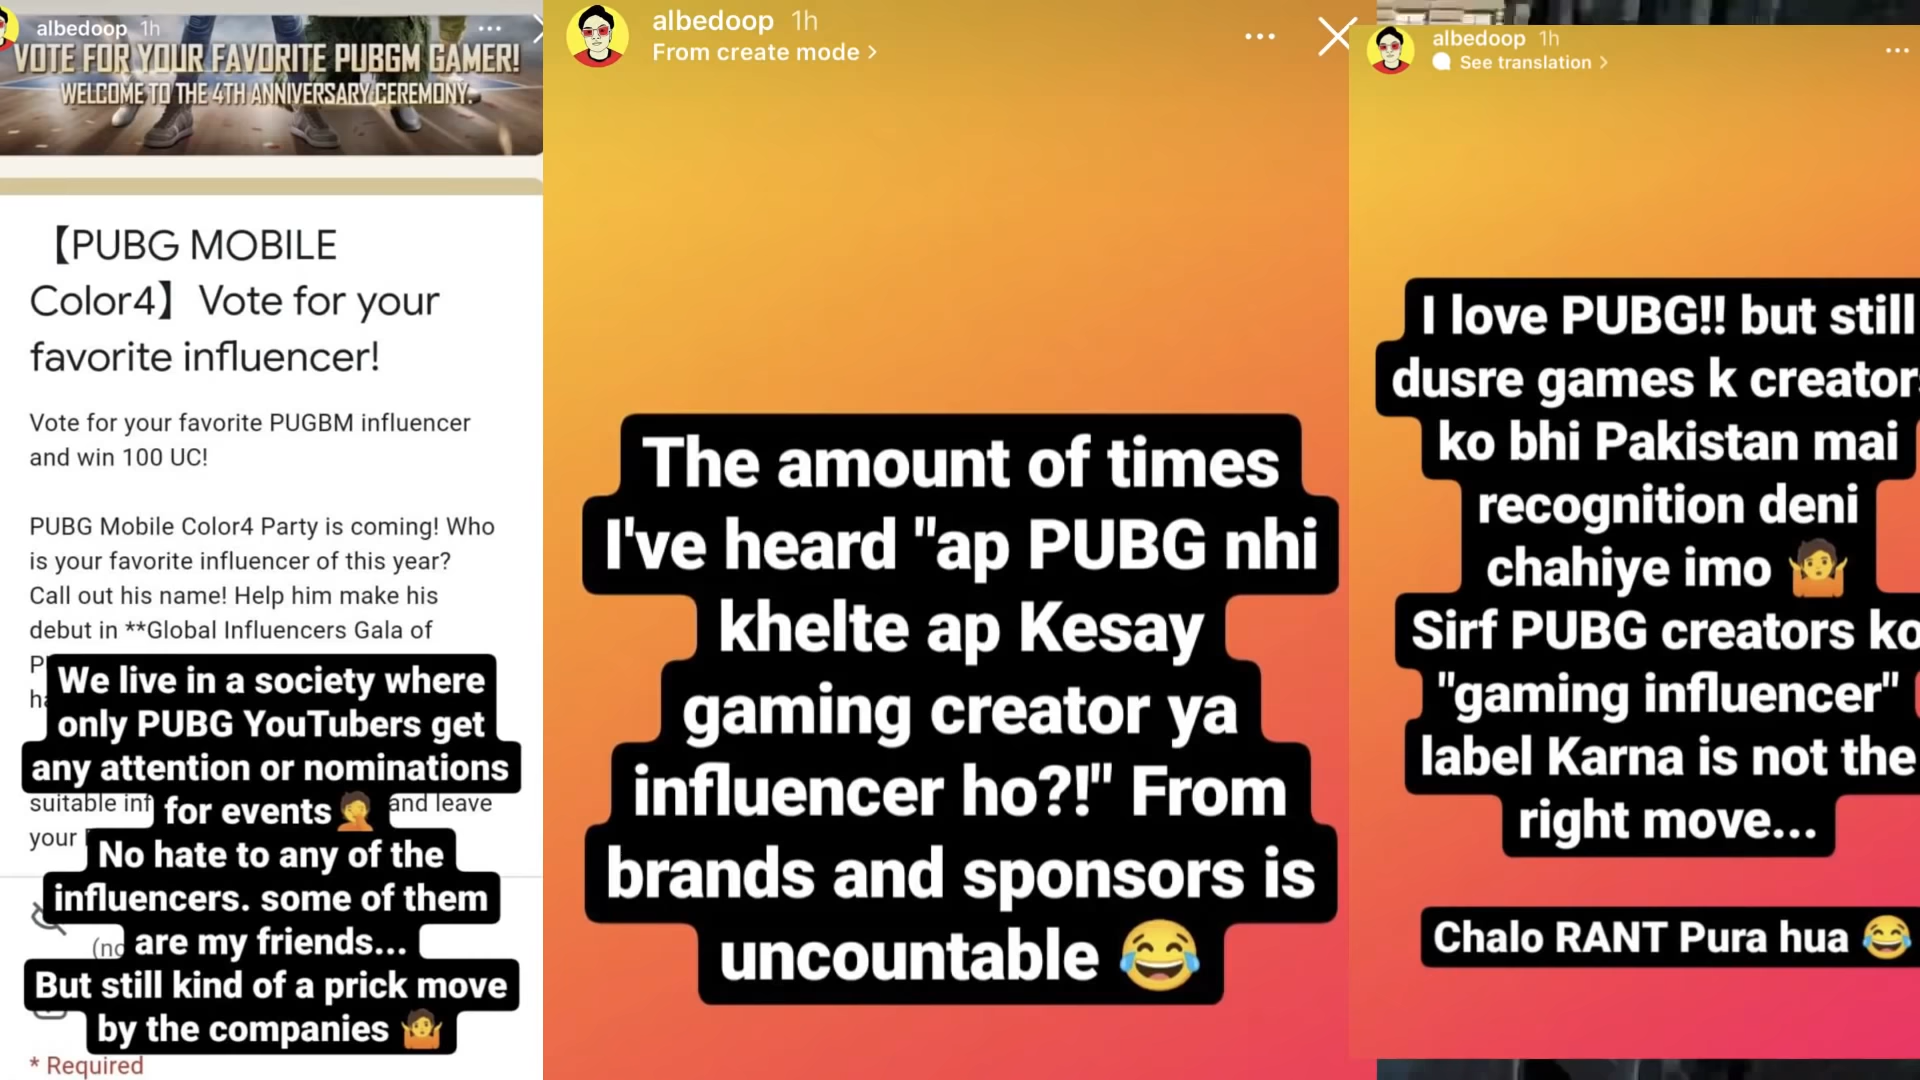 albedoop 1h
VOTE FOR YOUR FAVORITE PUBGM GAMER!
WELCOME TO THE 4TH ANNIVERSARY CEREMONY.
【PUBG MOBILE
Color4】Vote for your
favorite influencer!
Vote for your favorite PUGBM influencer
and win 100 UC!
PUBG Mobile Color4 Party is coming! Who
is your favorite influencer of this year?
Call out his name! Help him make his
debut in **Global Influencers Gala of
We live in a society where
only PUBG YouTubers get
any attention or nominations
suitable and leave
for events🤦
your
No hate to any of the
influencers. some of them
are my friends...
But still kind of a prick move
by the companies 🤷
* Required
albedoop 1h
From create mode >
The amount of times
I've heard "ap PUBG nhi
khelte ap Kesay
gaming creator ya
influencer ho?!" From
brands and sponsors is
uncountable 😂
albedoop 1h
See translation >
I love PUBG!! but still
dusre games k creator
ko bhi Pakistan mai
recognition deni
chahiye imo 🤷
Sirf PUBG creators ko
"gaming influencer"
label Karna is not the
right move...
Chalo RANT Pura hua 😂